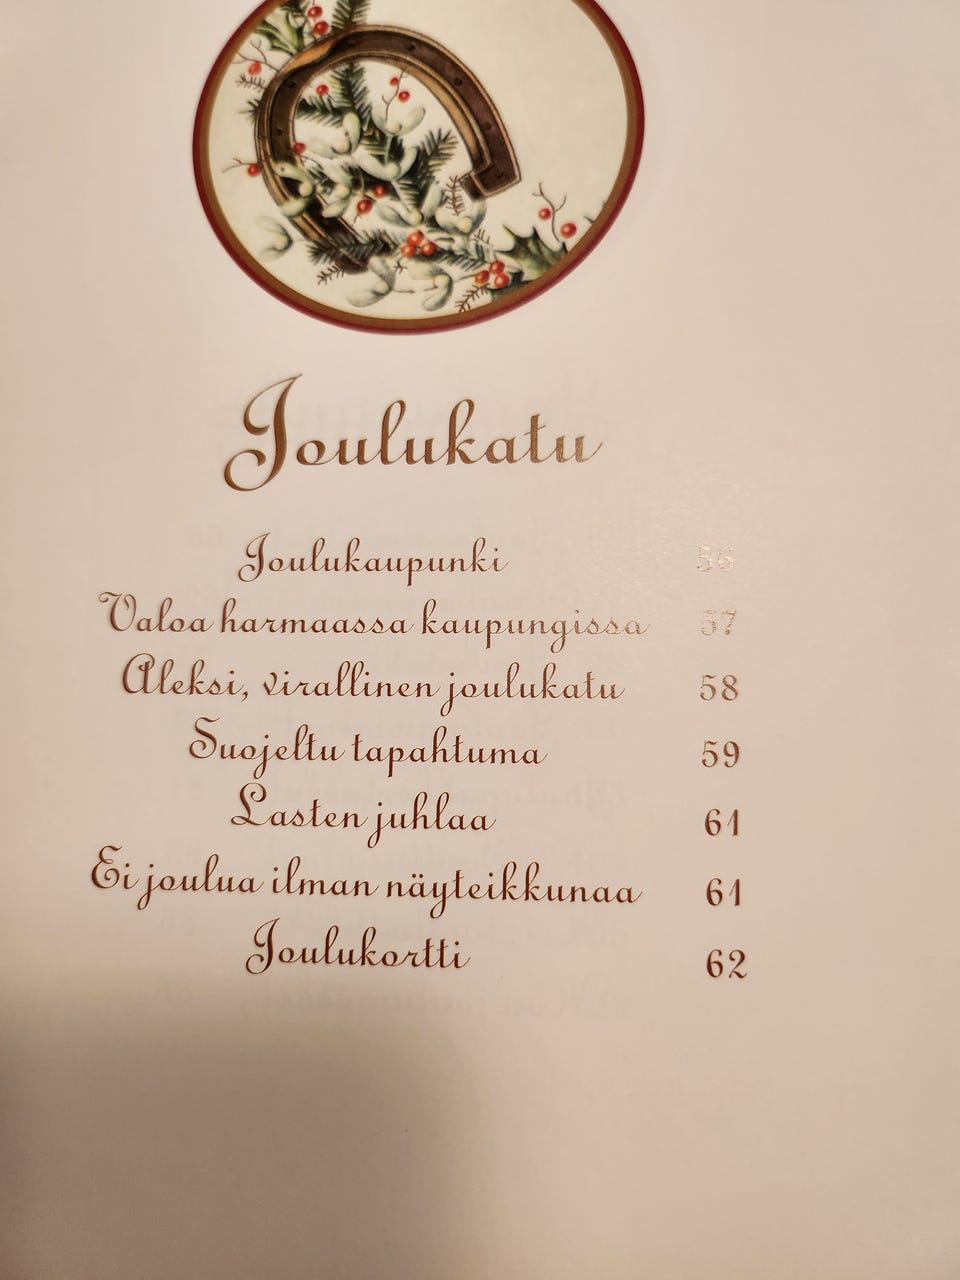 Joulukatu
Joulukaupunki 56
Valoa harmaassa kaupungissa 57
Aleksi, virallinen joulukatu 58
Suojeltu tapahtuma 59
Lasten juhlaa 61
Ei joulua ilman näyteikkunaa 61
Joulukortti 62